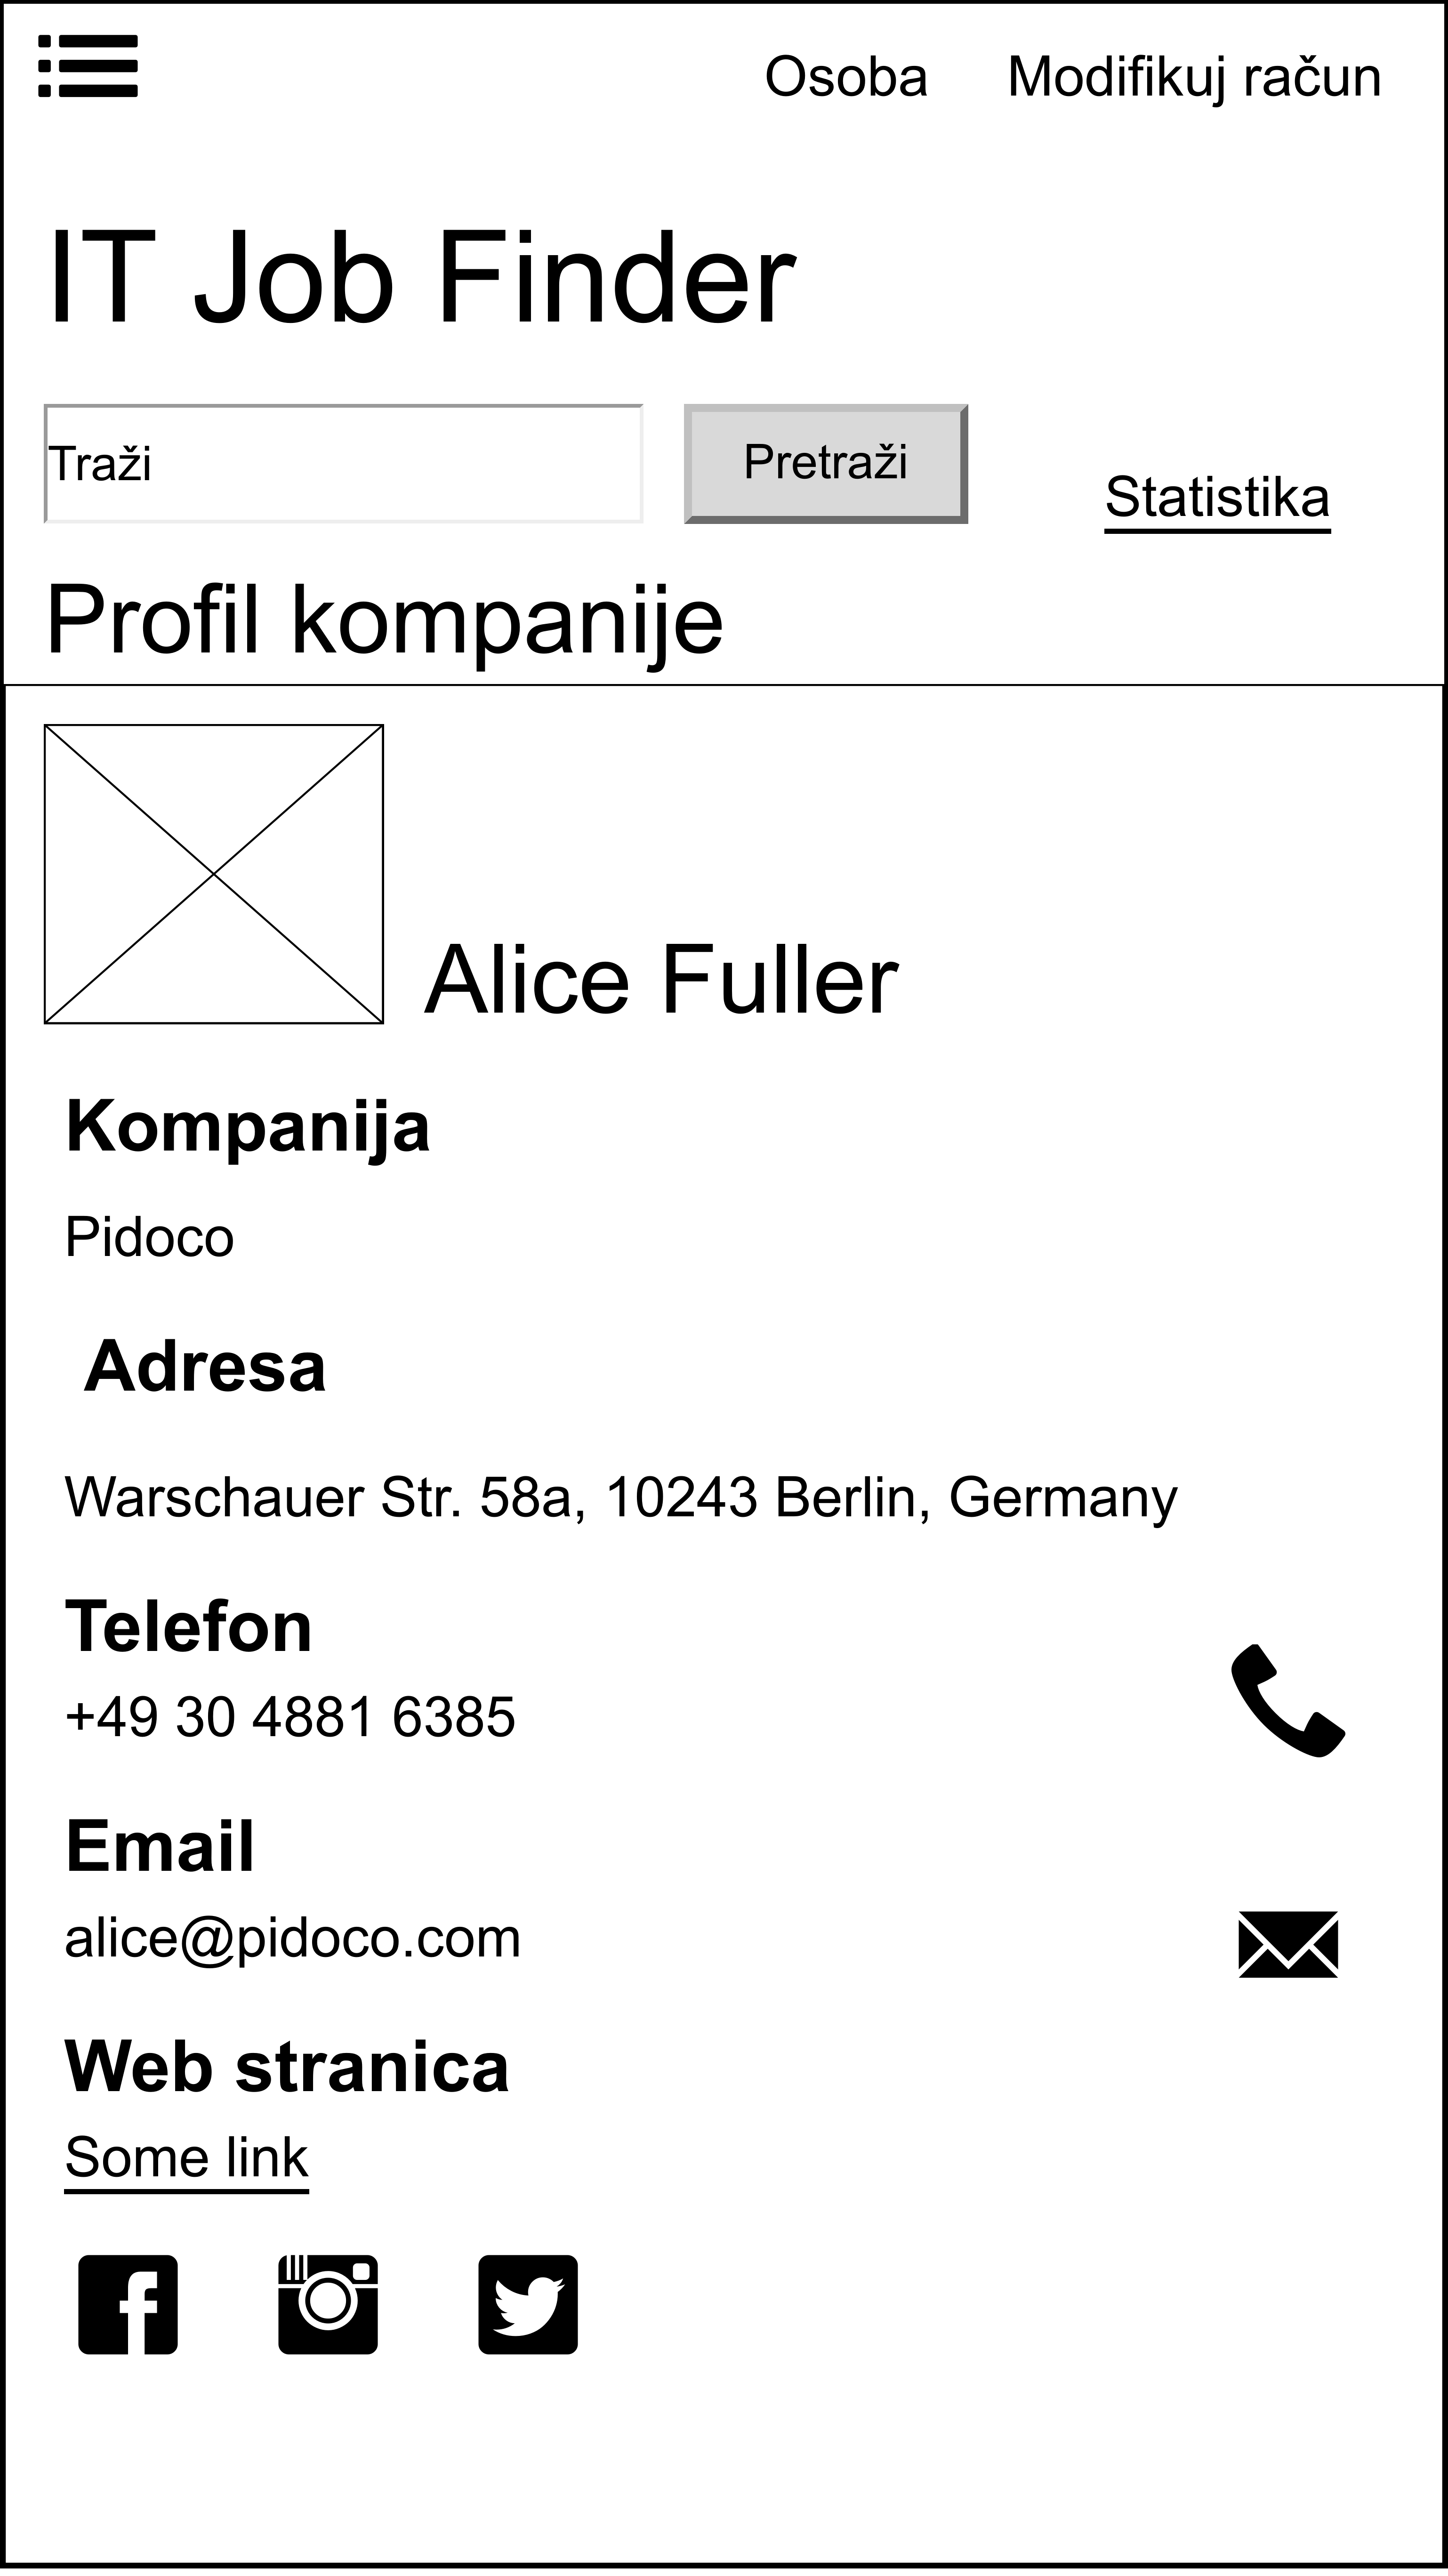 Osoba Modifikuj račun
IT Job Finder
Traži Pretraži
Statistika
Profil kompanije
Alice Fuller
Kompanija
Pidoco
Adresa
Warschauer Str. 58a, 10243 Berlin, Germany
Telefon
+49 30 4881 6385
Email
alice@pidoco.com
Web stranica
Some link